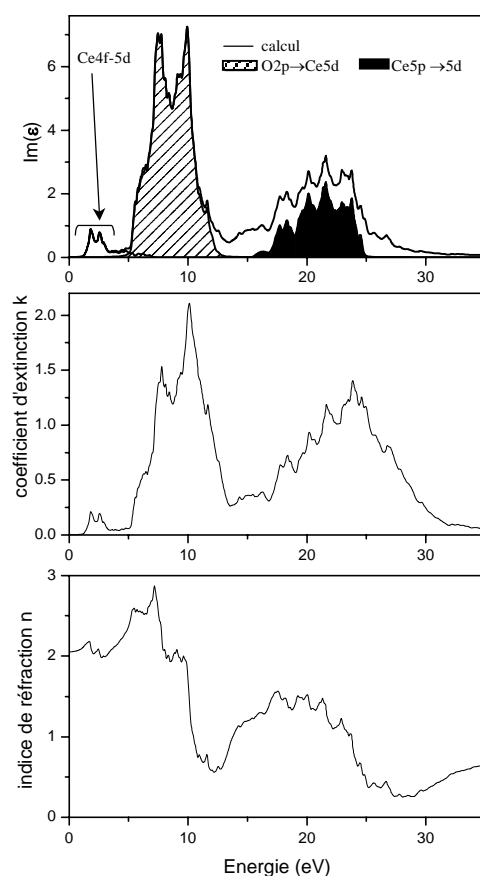 Ce4f-5d
calcul
O2p→Ce5d Ce5p →5d
Im(ε)
6
4
2
0
0 10 20 30
coefficient d'extinction k
2.0
1.5
1.0
0.5
0.0
0 10 20 30
indice de réfraction n
3
2
1
0
0 10 20 30
Energie (eV)